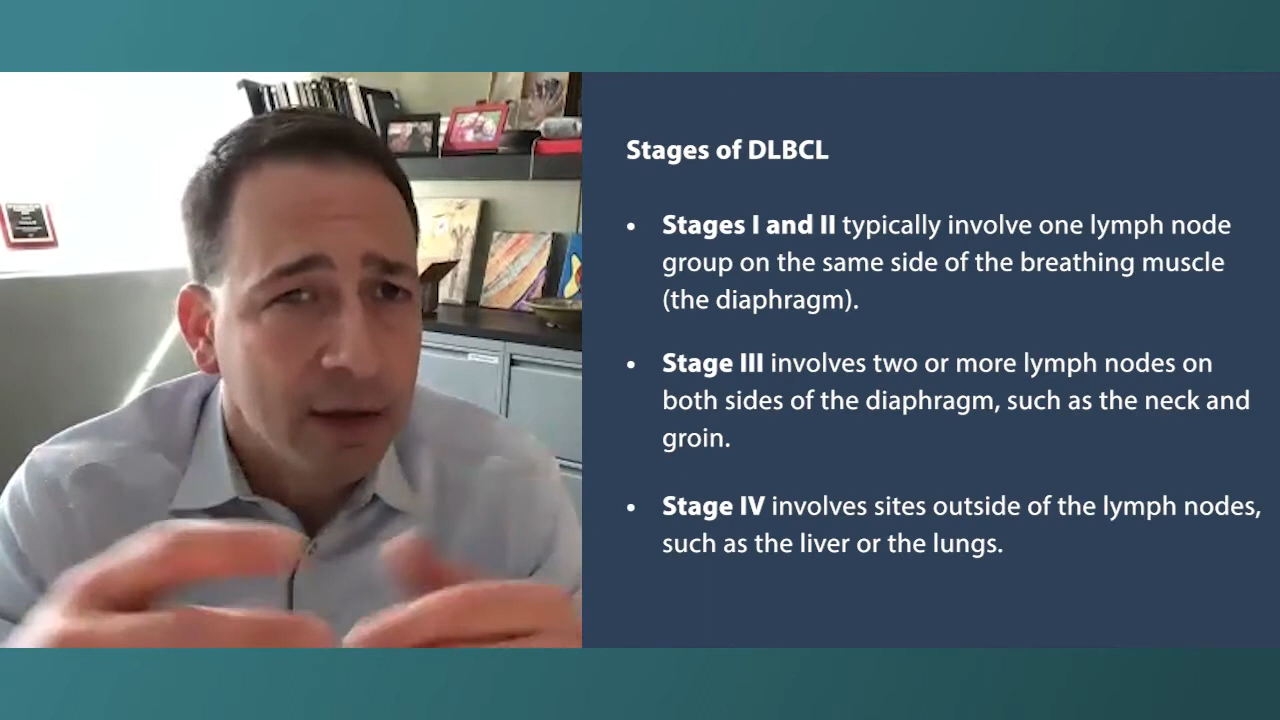 Stages of DLBCL
• Stages I and II typically involve one lymph node
group on the same side of the breathing muscle
(the diaphragm).
• Stage III involves two or more lymph nodes on
both sides of the diaphragm, such as the neck and
groin.
• Stage IV involves sites outside of the lymph nodes,
such as the liver or the lungs.